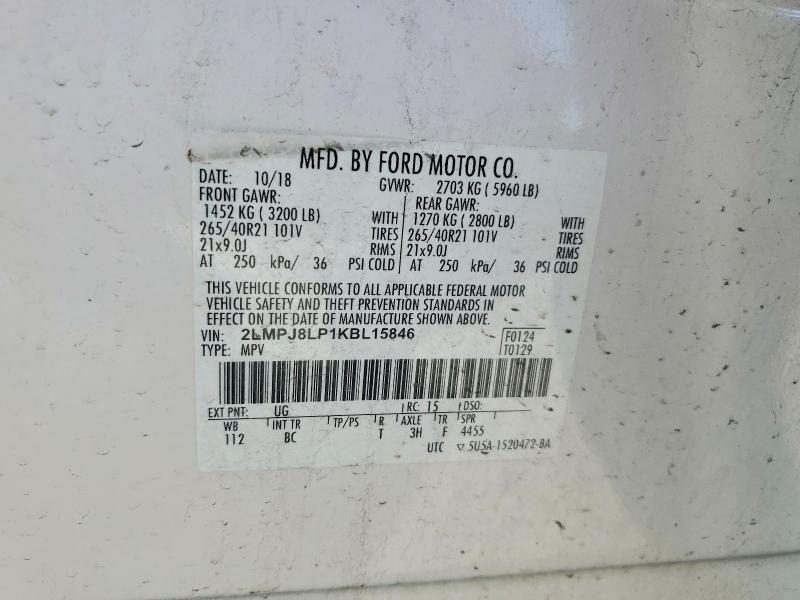 MFD. BY FORD MOTOR CO.
DATE: 10/18 GVWR: 2703 KG ( 5960 LB)
FRONT GAWR: REAR GAWR:
1452 KG ( 3200 LB) WITH 1270 KG ( 2800 LB) WITH
265/40R21 101V TIRES 265/40R21 101V TIRES
21x9.0J RIMS 21x9.0J RIMS
AT 250 kPa/ 36 PSI COLD AT 250 kPa/ 36 PSI COLD
THIS VEHICLE CONFORMS TO ALL APPLICABLE FEDERAL MOTOR
VEHICLE SAFETY AND THEFT PREVENTION STANDARDS IN
EFFECT ON THE DATE OF MANUFACTURE SHOWN ABOVE.
VIN: 2LMPJ8LP1KBL15846 F0124
TYPE: MPV T0129
EXT PNT: UG RC: 15 DSO:
WB INT TR TP/PS R AXLE TR SPR
112 BC T 3H F 4455
UTC 5U5A-1520472-BA